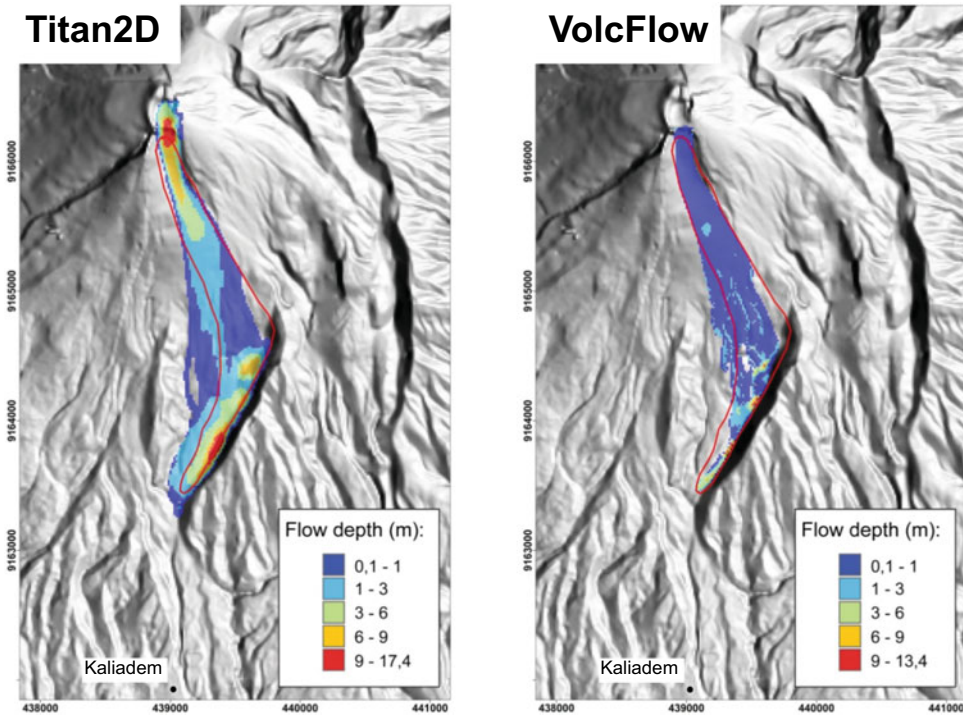 Titan2D
VolcFlow
9166000
9165000
9164000
9163000
9166000
9165000
9164000
9163000
Flow depth (m):
0,1 - 1
1 - 3
3 - 6
6 - 9
9 - 17,4
Flow depth (m):
0,1 - 1
1 - 3
3 - 6
6 - 9
9 - 13,4
Kaliadem
Kaliadem
438000
439000
440000
441000
438000
439000
440000
441000